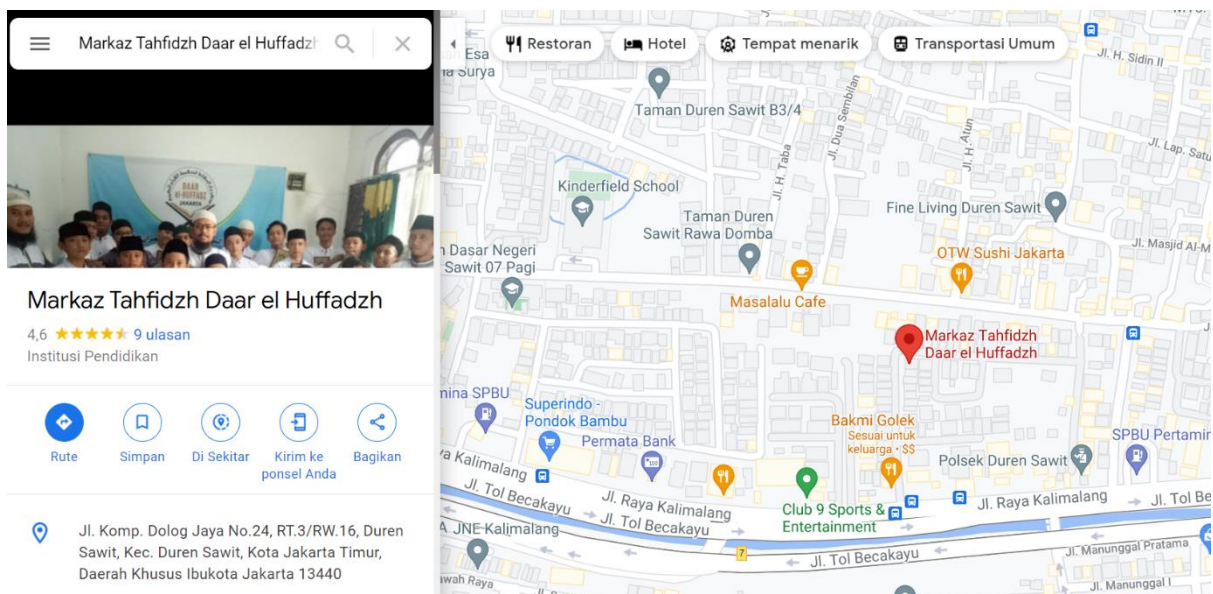 Markaz Tahfidzh Daar el Huffadzh
DAAR
el-HUFFADZ
JAKARTA
Markaz Tahfidzh Daar el Huffadzh
4,6
9 ulasan
Institusi Pendidikan
Rute
Simpan
Di Sekitar
Kirim ke
ponsel Anda
Bagikan
Jl. Komp. Dolog Jaya No.24, RT.3/RW.16, Duren
Sawit, Kec. Duren Sawit, Kota Jakarta Timur,
Daerah Khusus Ibukota Jakarta 13440
Restoran
Hotel
Tempat menarik
Transportasi Umum
Esa
Surya
Jl. H. Sidin II
Taman Duren Sawit B3/4
Jl. Dua Sembilan
Jl. H. Taba
Jl. H. Atun
Jl. Lap. Satu
Kinderfield School
Taman Duren
Sawit Rawa Domba
Fine Living Duren Sawit
Jl. Masjid Al-M
Dasar Negeri
Sawit 07 Pagi
OTW Sushi Jakarta
Masalalu Cafe
Markaz Tahfidzh
Daar el Huffadzh
mina SPBU
Superindo -
Pondok Bambu
Permata Bank
Bakmi Golek
Sesuai untuk
keluarga • $$
Polsek Duren Sawit
SPBU Pertamin
a Kalimalang
Jl. Tol Becakayu
Jl. Raya Kalimalang
Jl. Tol Becakayu
Club 9 Sports &
Entertainment
Jl. Raya Kalimalang
Jl. Tol Be
JNE Kalimalang
7
Jl. Tol Becakayu
Jl. Manunggal Pratama
Jl. Manunggal I
wah Raya